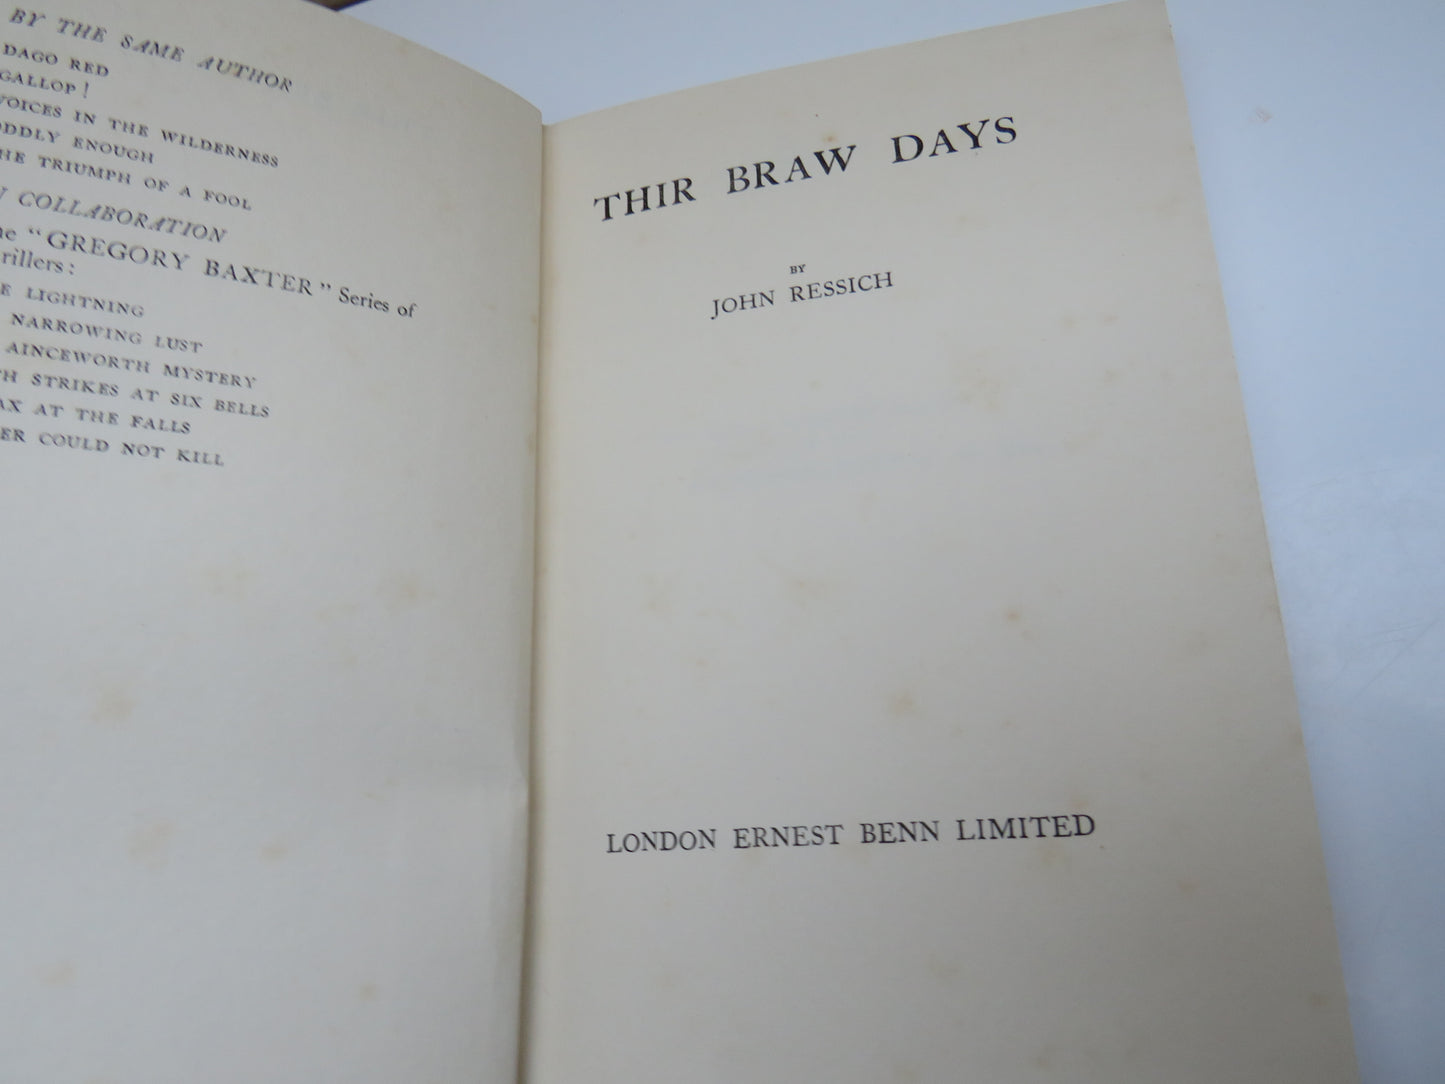 BY THE SAME AUTHOR
DAGO RED
GALLOP!
VOICES IN THE WILDERNESS
ODDLY ENOUGH
THE TRIUMPH OF A FOOL
COLLABORATION
"GREGORY BAXTER" Series of
LIGHTNING
NARROWING LUST
AINCEWORTH MYSTERY
STRIKES AT SIX BELLS
AT THE FALLS
COULD NOT KILL
THIR BRAW DAYS
BY
JOHN RESSICH
LONDON ERNEST BENN LIMITED